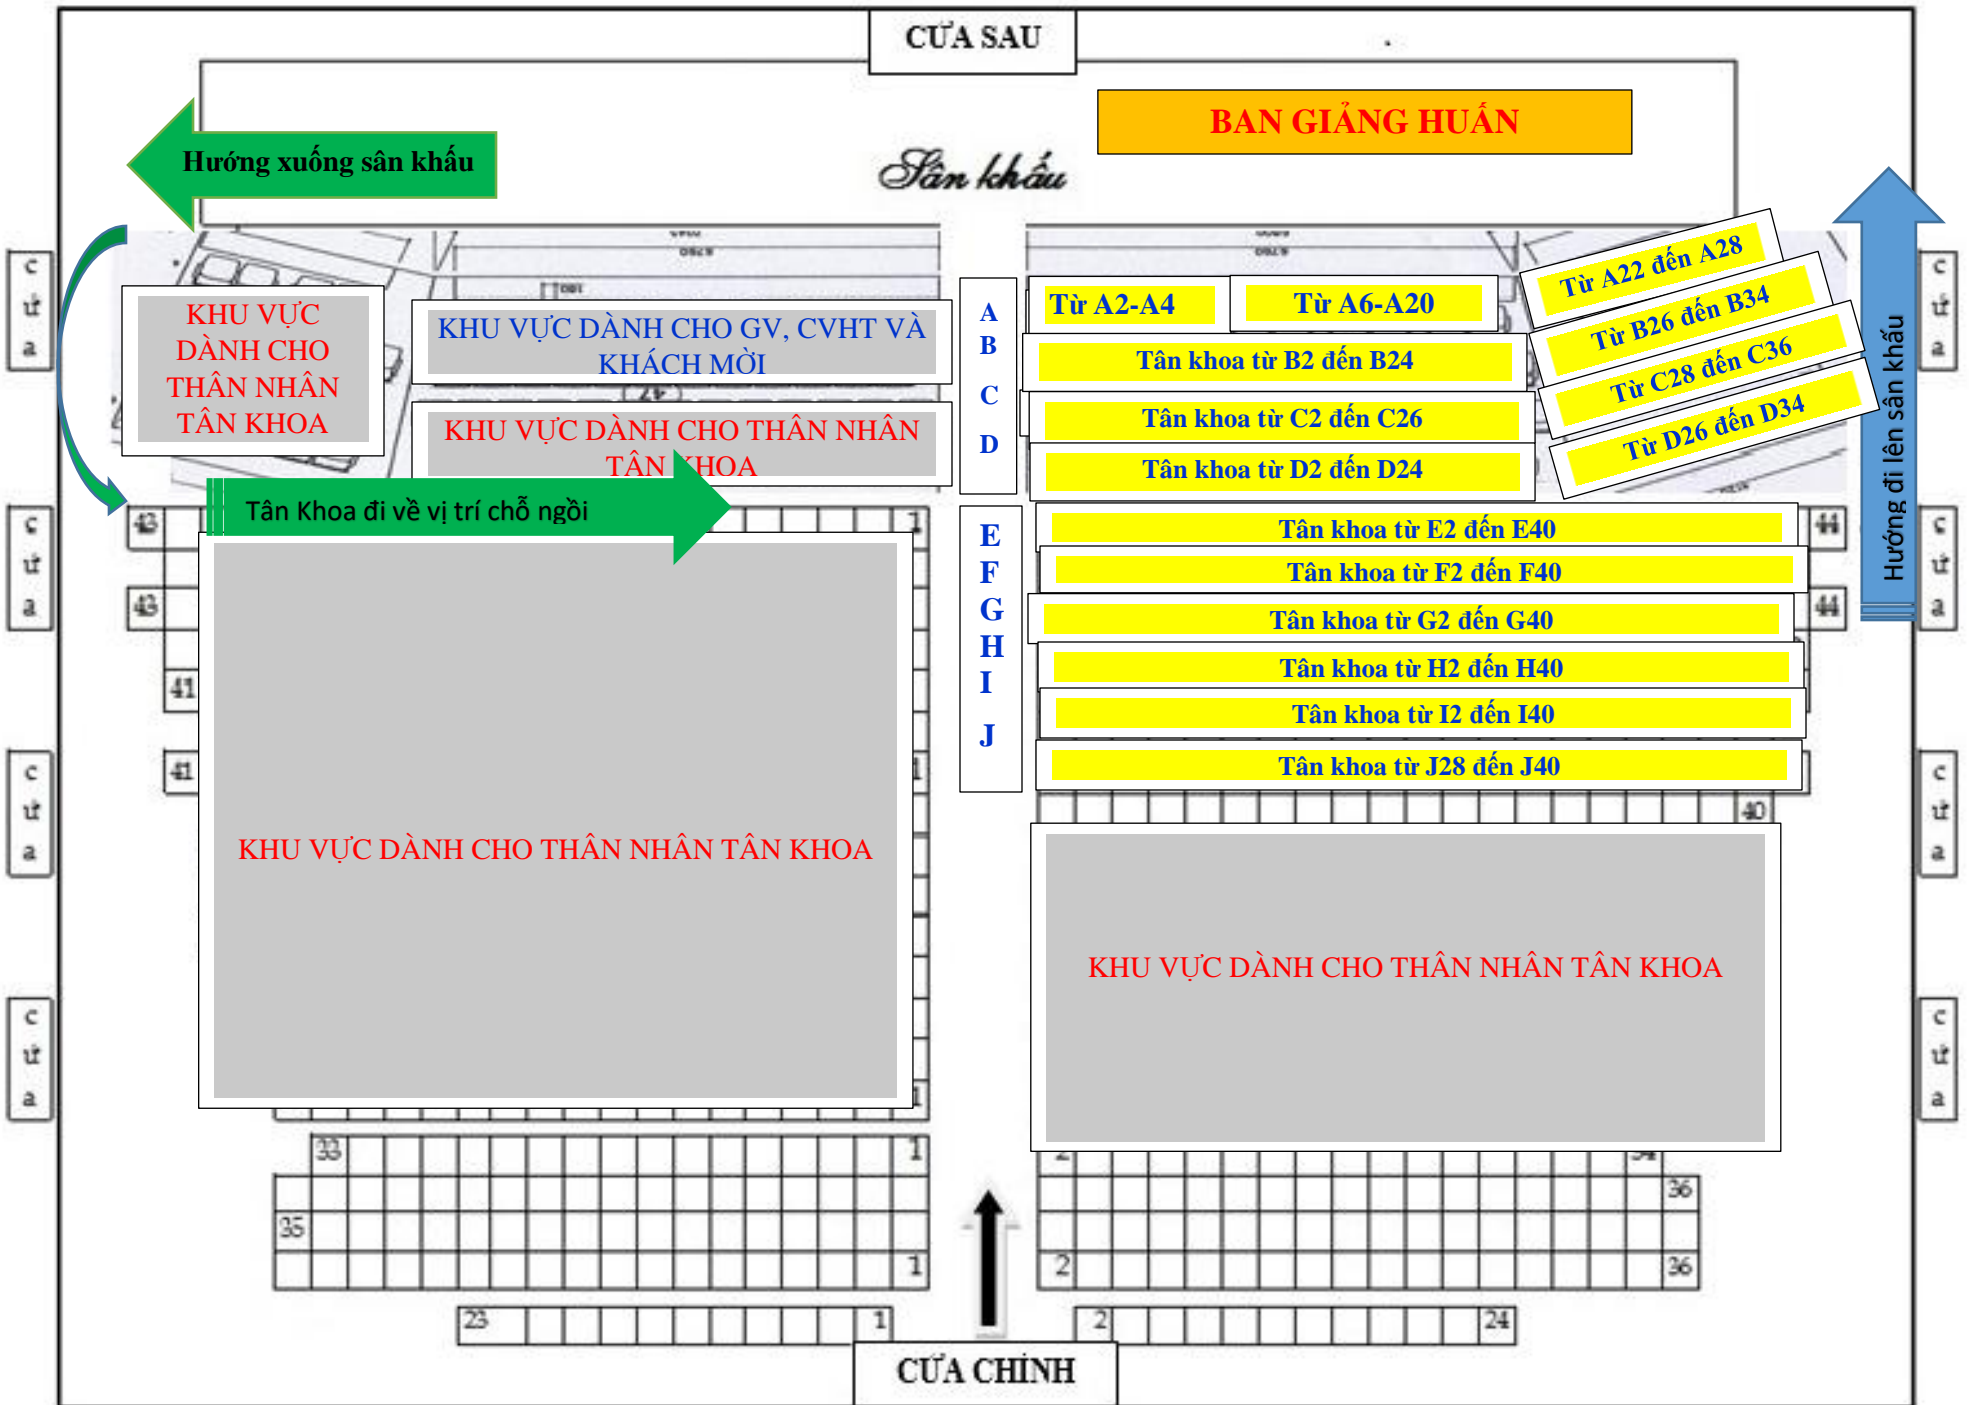 CỬA SAU
BAN GIẢNG HUẤN
Hướng xuống sân khấu
Sân khấu
Hướng đi lên sân khấu
cửa
cửa
cửa
cửa
cửa
cửa
cửa
cửa
KHU VỰC
DÀNH CHO
THÂN NHÂN
TÂN KHOA
KHU VỰC DÀNH CHO GV, CVHT VÀ
KHÁCH MỜI
KHU VỰC DÀNH CHO THÂN NHÂN
TÂN KHOA
A
B
C
D
Từ A2-A4
Từ A6-A20
Từ A22 đến A28
Tân khoa từ B2 đến B24
Từ B26 đến B34
Tân khoa từ C2 đến C26
Từ C28 đến C36
Tân khoa từ D2 đến D24
Từ D26 đến D34
Tân Khoa đi về vị trí chỗ ngồi
43
1
43
41
41
1
1
E
F
G
H
I
J
Tân khoa từ E2 đến E40
44
Tân khoa từ F2 đến F40
Tân khoa từ G2 đến G40
44
Tân khoa từ H2 đến H40
Tân khoa từ I2 đến I40
Tân khoa từ J28 đến J40
40
KHU VỰC DÀNH CHO THÂN NHÂN TÂN KHOA
KHU VỰC DÀNH CHO THÂN NHÂN TÂN KHOA
33
1
2
34
36
35
1
2
36
23
1
2
24
CỬA CHÍNH